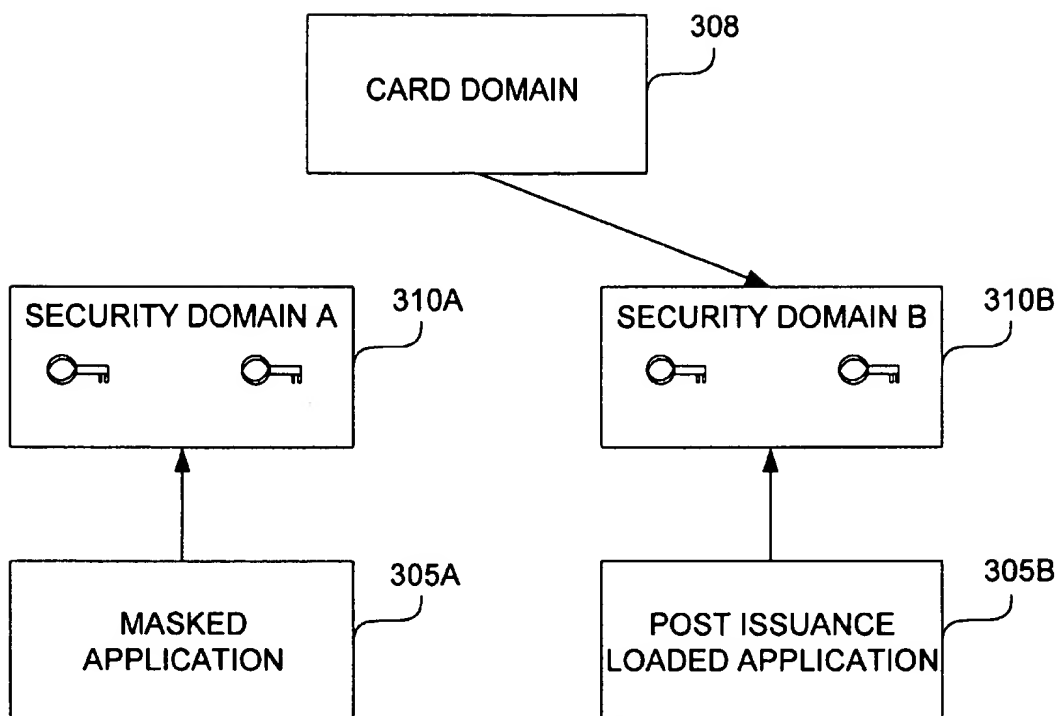 308
CARD DOMAIN
310A
SECURITY DOMAIN A
310B
SECURITY DOMAIN B
305A
MASKED
APPLICATION
305B
POST ISSUANCE
LOADED APPLICATION